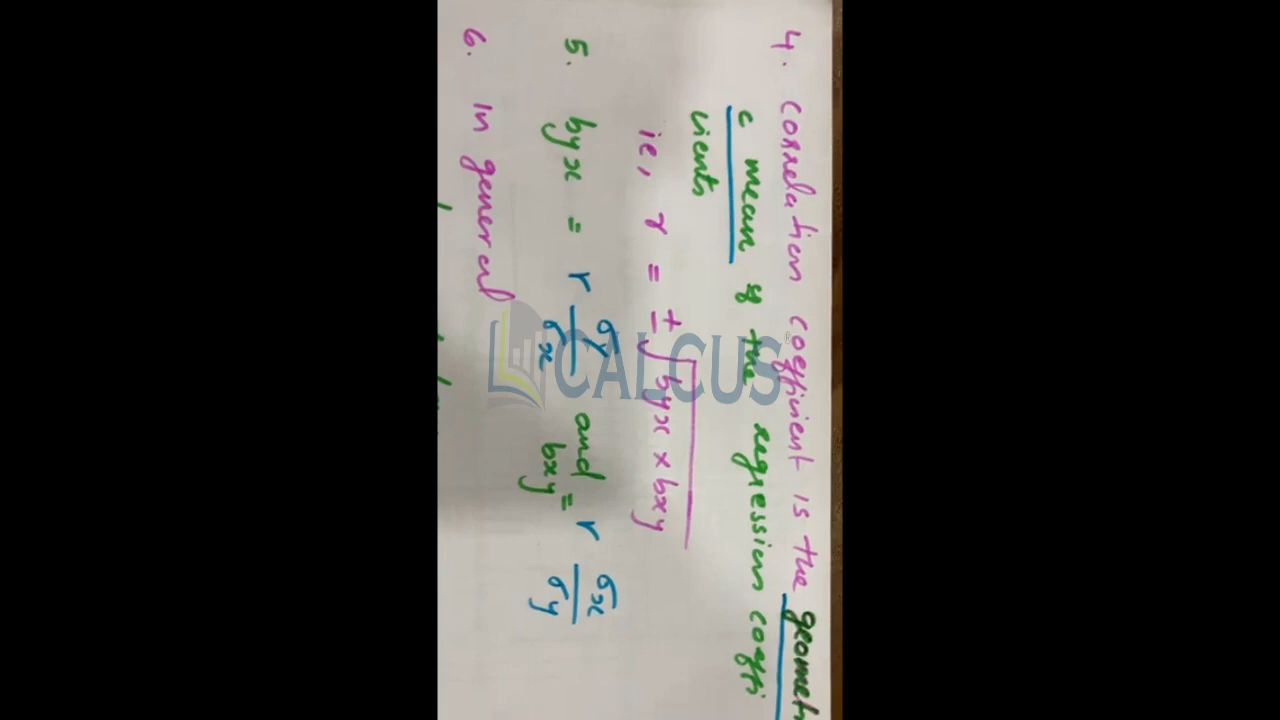 4. correlation coefficient is the geometri
c mean of the regression coeffi
cients
ie, r = ±√byx × bxy
5. byx = r σy/σx and bxy = r σx/σy
6. In general
CALCUS